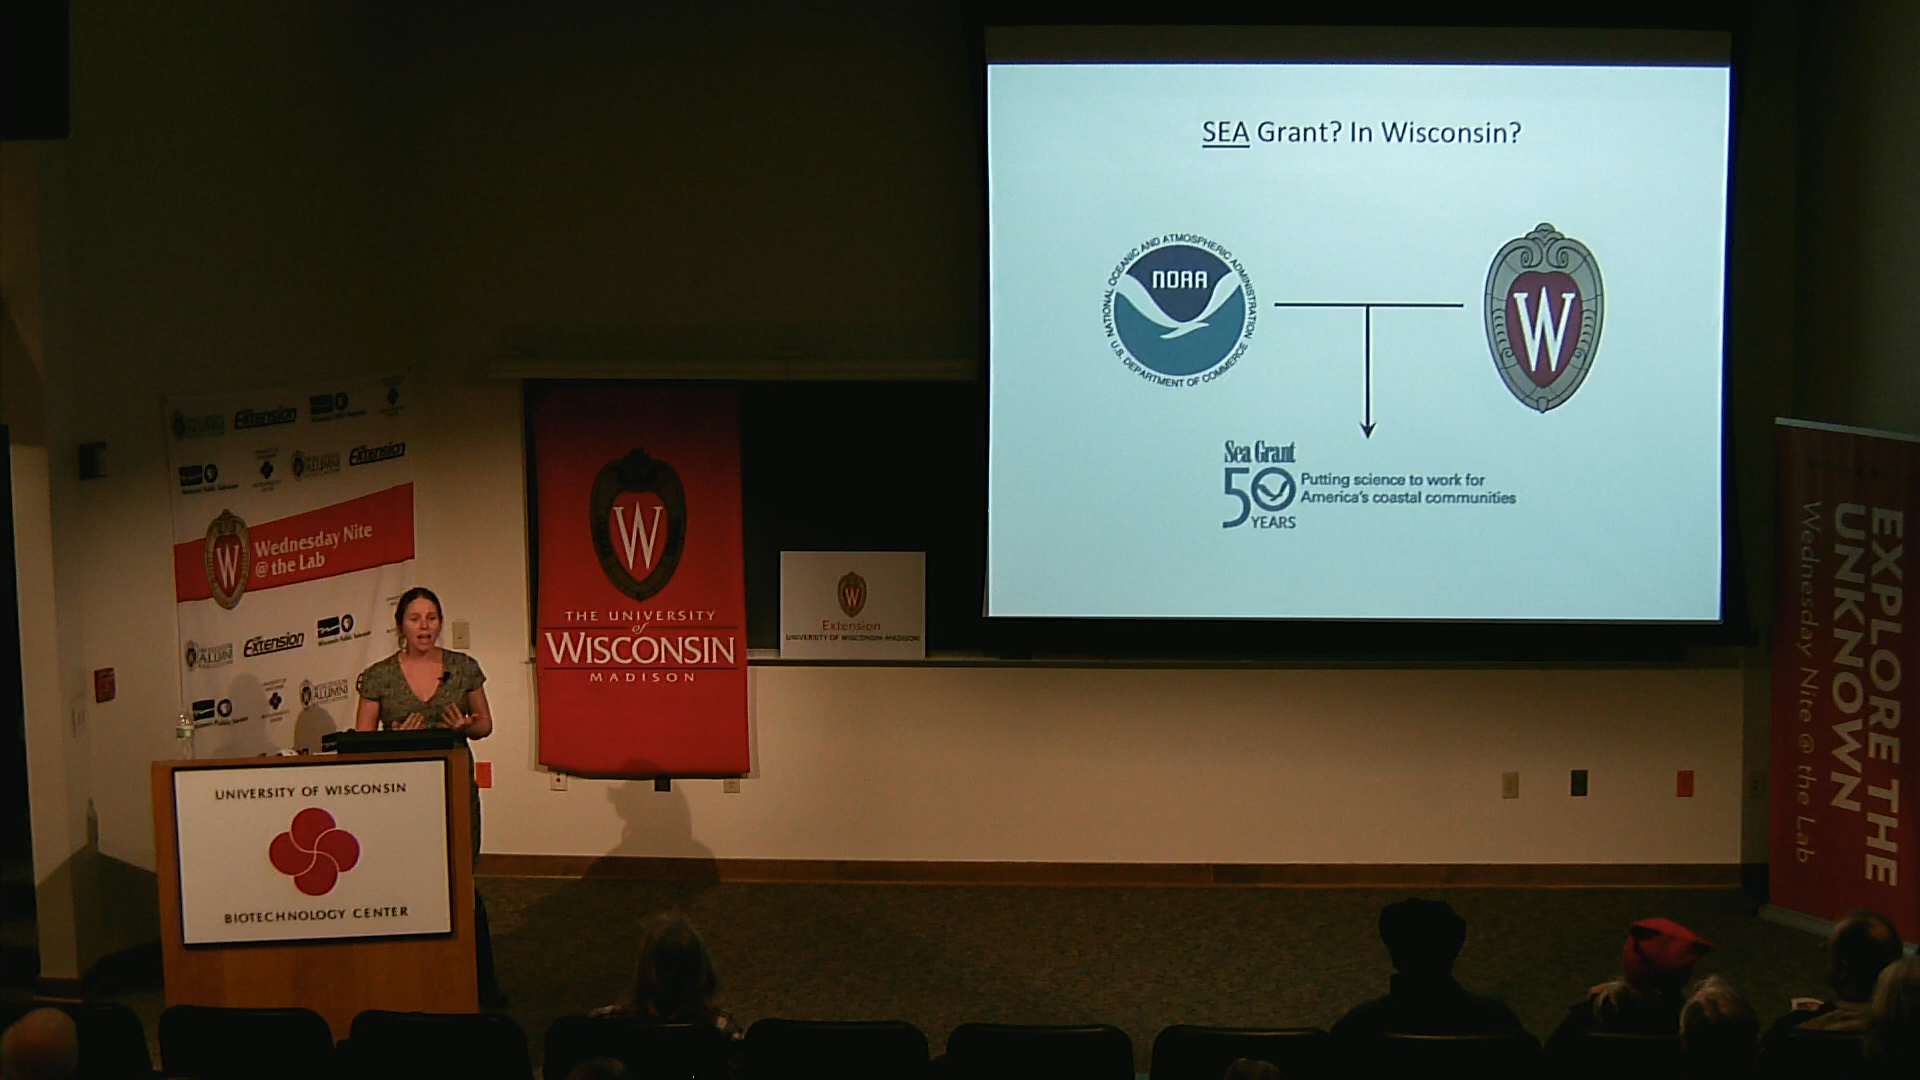 SEA Grant? In Wisconsin?
NATIONAL OCEANIC AND ATMOSPHERIC ADMINISTRATION
NOAA
U.S. DEPARTMENT OF COMMERCE
W
Sea Grant
50
YEARS
Putting science to work for
America's coastal communities
Extension
Extension
W
Wednesday Nite
@ the Lab
Extension
ALUMNI
W
THE UNIVERSITY
of
WISCONSIN
MADISON
W
Extension
UNIVERSITY OF WISCONSIN-MADISON
UNIVERSITY OF WISCONSIN
BIOTECHNOLOGY CENTER
EXPLORE THE
UNKNOWN
Wednesday Nite @ the Lab